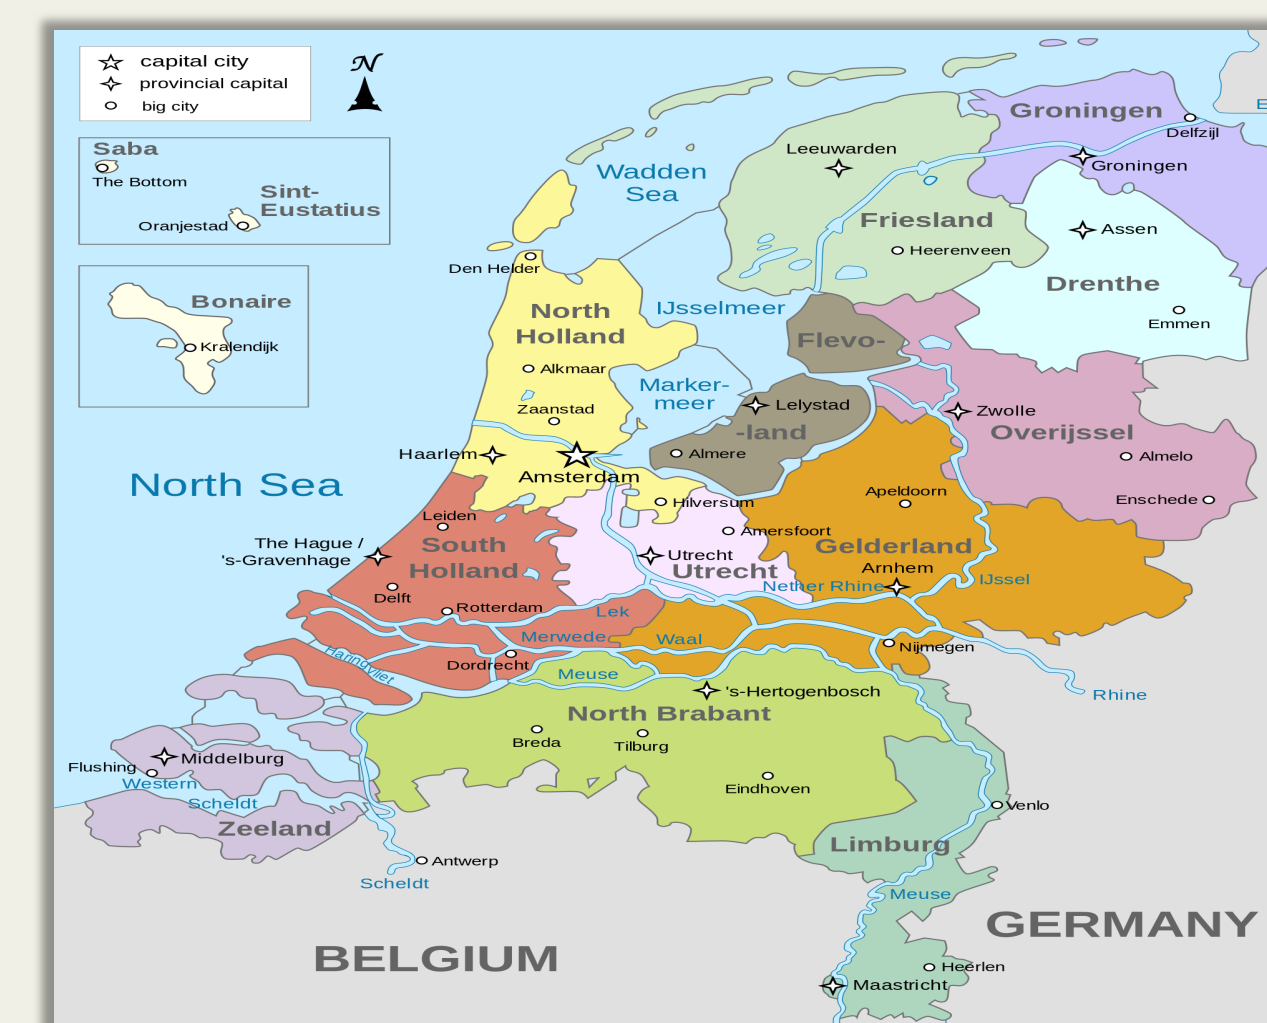 capital city
provincial capital
big city
N
Saba
The Bottom
Sint-
Eustatius
Oranjestad
Bonaire
Kralendijk
North Sea
Wadden
Sea
Groningen
Delfzijl
Groningen
E
Leeuwarden
Friesland
Heerenveen
Assen
Drenthe
Emmen
Den Helder
North
Holland
IJsselmeer
Flevo-
Alkmaar
Marker-
meer
Zaanstad
Lelystad
-land
Zwolle
Overijssel
Almelo
Enschede
Haarlem
Amsterdam
Almere
Hilversum
Apeldoorn
Leiden
Amersfoort
The Hague /
's-Gravenhage
South
Holland
Utrecht
Utrecht
Gelderland
Arnhem
Nether Rhine
IJssel
Delft
Rotterdam
Lek
Merwede
Waal
Nijmegen
Haringvliet
Dordrecht
Meuse
Rhine
's-Hertogenbosch
North Brabant
Breda
Tilburg
Eindhoven
Middelburg
Flushing
Western
Scheldt
Zeeland
Venlo
Limburg
Antwerp
Scheldt
Meuse
GERMANY
BELGIUM
Heerlen
Maastricht